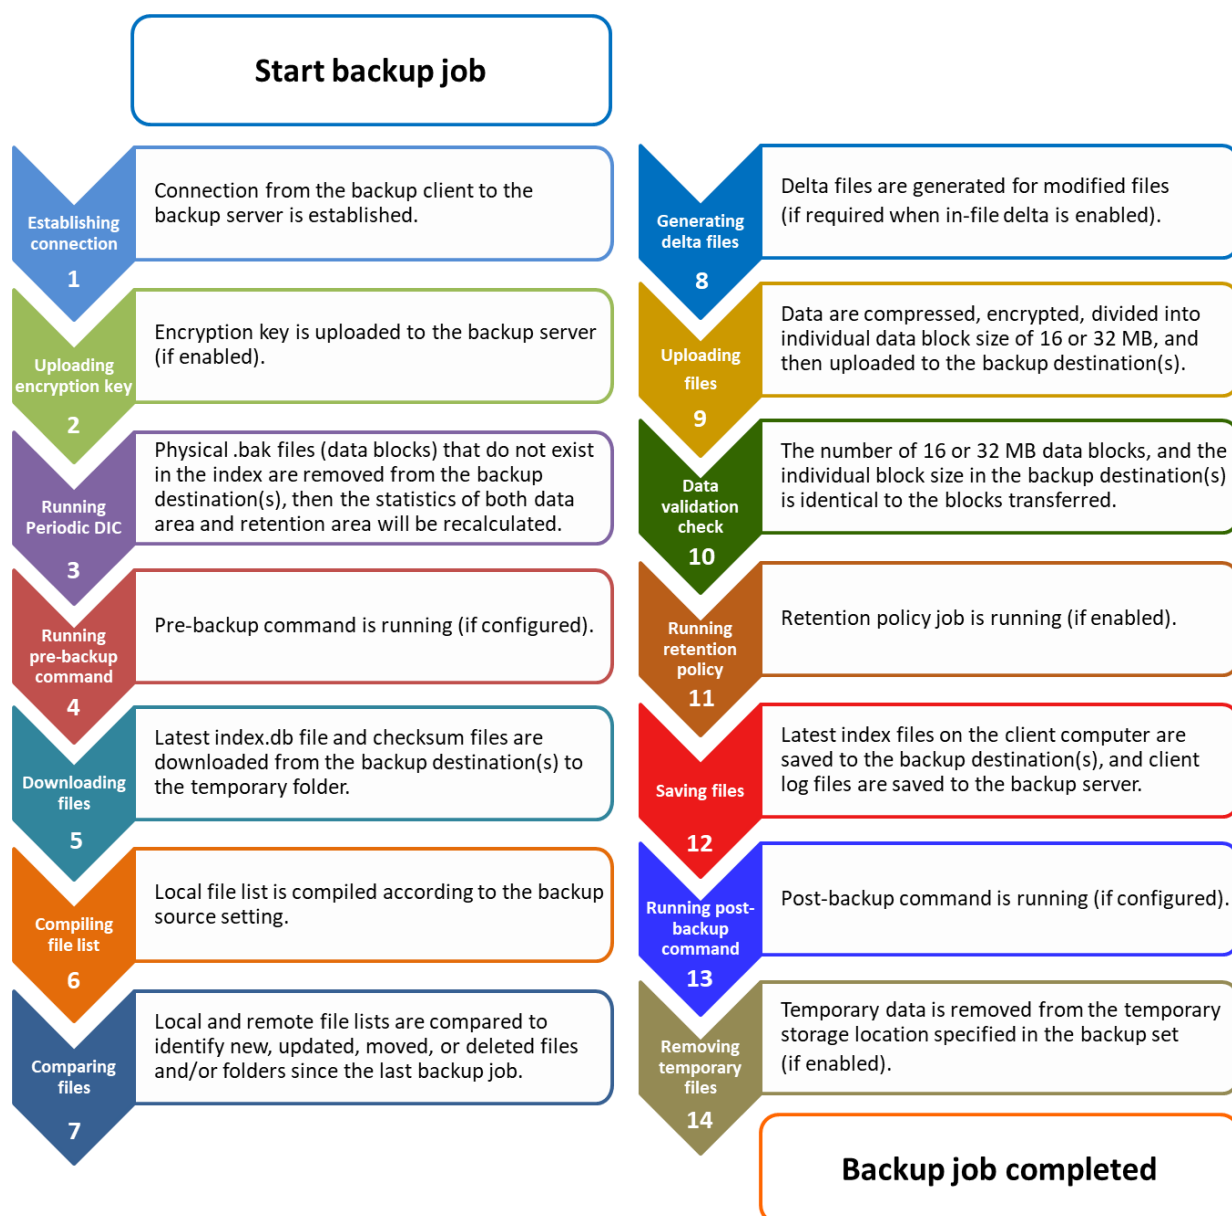 Start backup job
Establishing
connection
1
Connection from the backup client to the
backup server is established.
Uploading
encryption key
2
Encryption key is uploaded to the backup server
(if enabled).
Running
Periodic DIC
3
Physical .bak files (data blocks) that do not exist
in the index are removed from the backup
destination(s), then the statistics of both data
area and retention area will be recalculated.
Running
pre-backup
command
4
Pre-backup command is running (if configured).
Downloading
files
5
Latest index.db file and checksum files are
downloaded from the backup destination(s) to
the temporary folder.
Compiling
file list
6
Local file list is compiled according to the backup
source setting.
Comparing
files
7
Local and remote file lists are compared to
identify new, updated, moved, or deleted files
and/or folders since the last backup job.
Generating
delta files
8
Delta files are generated for modified files
(if required when in-file delta is enabled).
Uploading
files
9
Data are compressed, encrypted, divided into
individual data block size of 16 or 32 MB, and
then uploaded to the backup destination(s).
Data
validation
check
10
The number of 16 or 32 MB data blocks, and the
individual block size in the backup destination(s)
is identical to the blocks transferred.
Running
retention
policy
11
Retention policy job is running (if enabled).
Saving files
12
Latest index files on the client computer are
saved to the backup destination(s), and client
log files are saved to the backup server.
Running post-
backup
command
13
Post-backup command is running (if configured).
Removing
temporary
files
14
Temporary data is removed from the temporary
storage location specified in the backup set
(if enabled).
Backup job completed